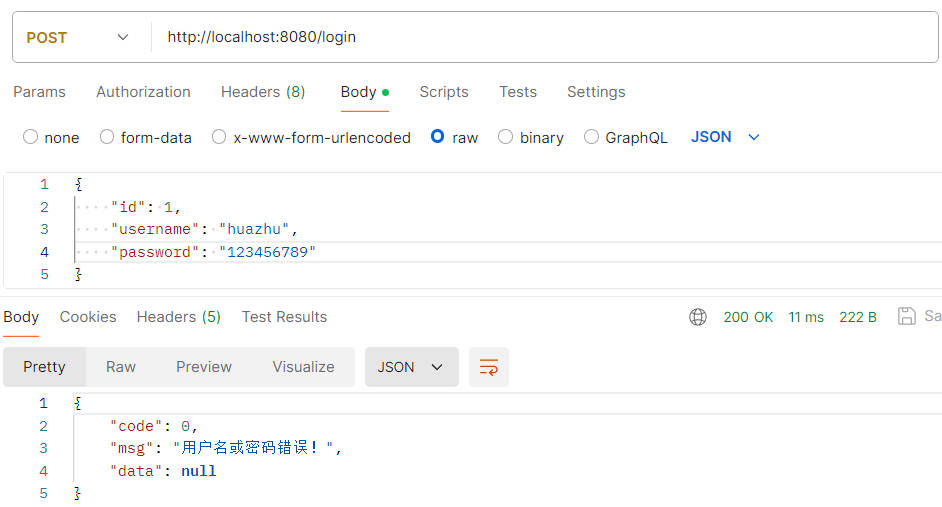 POST http://localhost:8080/login
Params Authorization Headers (8) Body Scripts Tests Settings
none form-data x-www-form-urlencoded raw binary GraphQL JSON
1 {
2 "id": 1,
3 "username": "huazhu",
4 "password": "123456789"
5 }
Body Cookies Headers (5) Test Results 200 OK 11 ms 222 B Sa
Pretty Raw Preview Visualize JSON
1 {
2 "code": 0,
3 "msg": "用户名或密码错误！",
4 "data": null
5 }